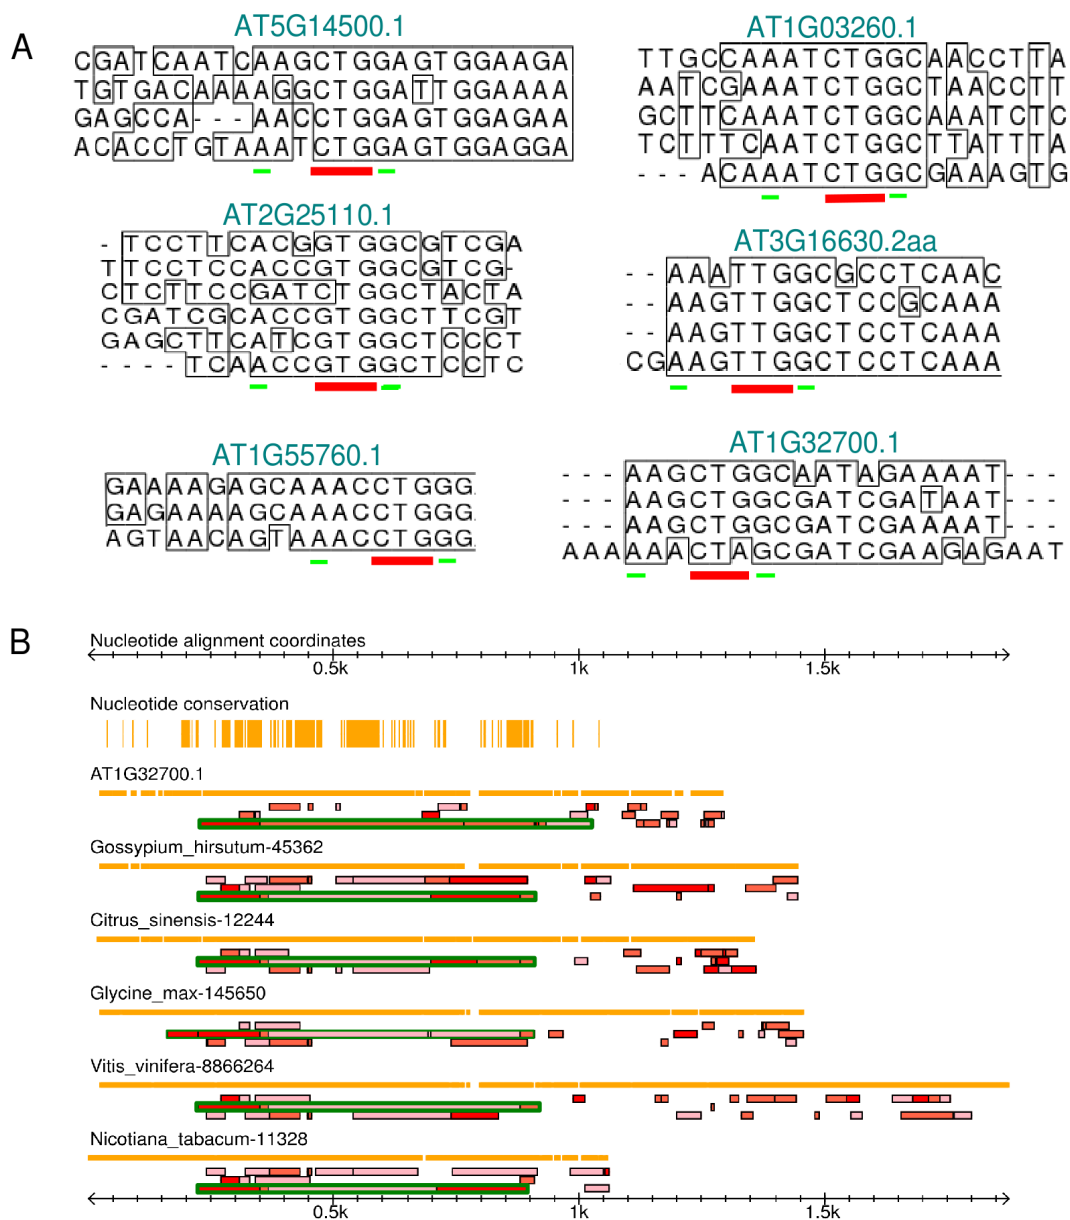 A
AT5G14500.1
CGATCAATCAAGCTGGAGTGGAAGA
TGTGACAAAAGGCTGGATTGGAAAA
GAGCCA---AACCTGGAGTGGAGAA
ACACCTGTAAATCTGGAGTGGAGGA
AT1G03260.1
TTGCCAAATCTGGCAACCTTA
AATCGAAATCTGGCTAACCTT
GCTTCAAATCTGGCAAATCTC
TCTTTCAATCTGGCTTATTTA
---ACAAATCTGGCGAAAGTG
AT2G25110.1
-TCCTTCACGGTGGCGTCGA
TTCCTCCACCGTGGCGTCG-
CTCTTCCGATCTGGCTACTA
CGATCGCACCGTGGCTTCGT
GAGCTTCATCGTGGCTCCCT
----TCAACCGTGGCTCCTC
AT3G16630.2aa
--AAATTGGCGCCTCAAC
--AAGTTGGCTCCGCAAA
--AAGTTGGCTCCTCAAA
CGAAGTTGGCTCCTCAAA
AT1G55760.1
GAAAAGAGCAAACCTGGG
GAGAAAAGCAAACCTGGG
AGTAACAGTAAACCTGGG
AT1G32700.1
---AAGCTGGCAATAGAAAAT---
---AAGCTGGCGATCGATAAT---
---AAGCTGGCGATCGAAAAT---
AAAAAACTAGCGATCGAAGAGAAT
B
Nucleotide alignment coordinates
0.5k 1k 1.5k
Nucleotide conservation
AT1G32700.1
Gossypium_hirsutum-45362
Citrus_sinensis-12244
Glycine_max-145650
Vitis_vinifera-8866264
Nicotiana_tabacum-11328
0.5k 1k 1.5k